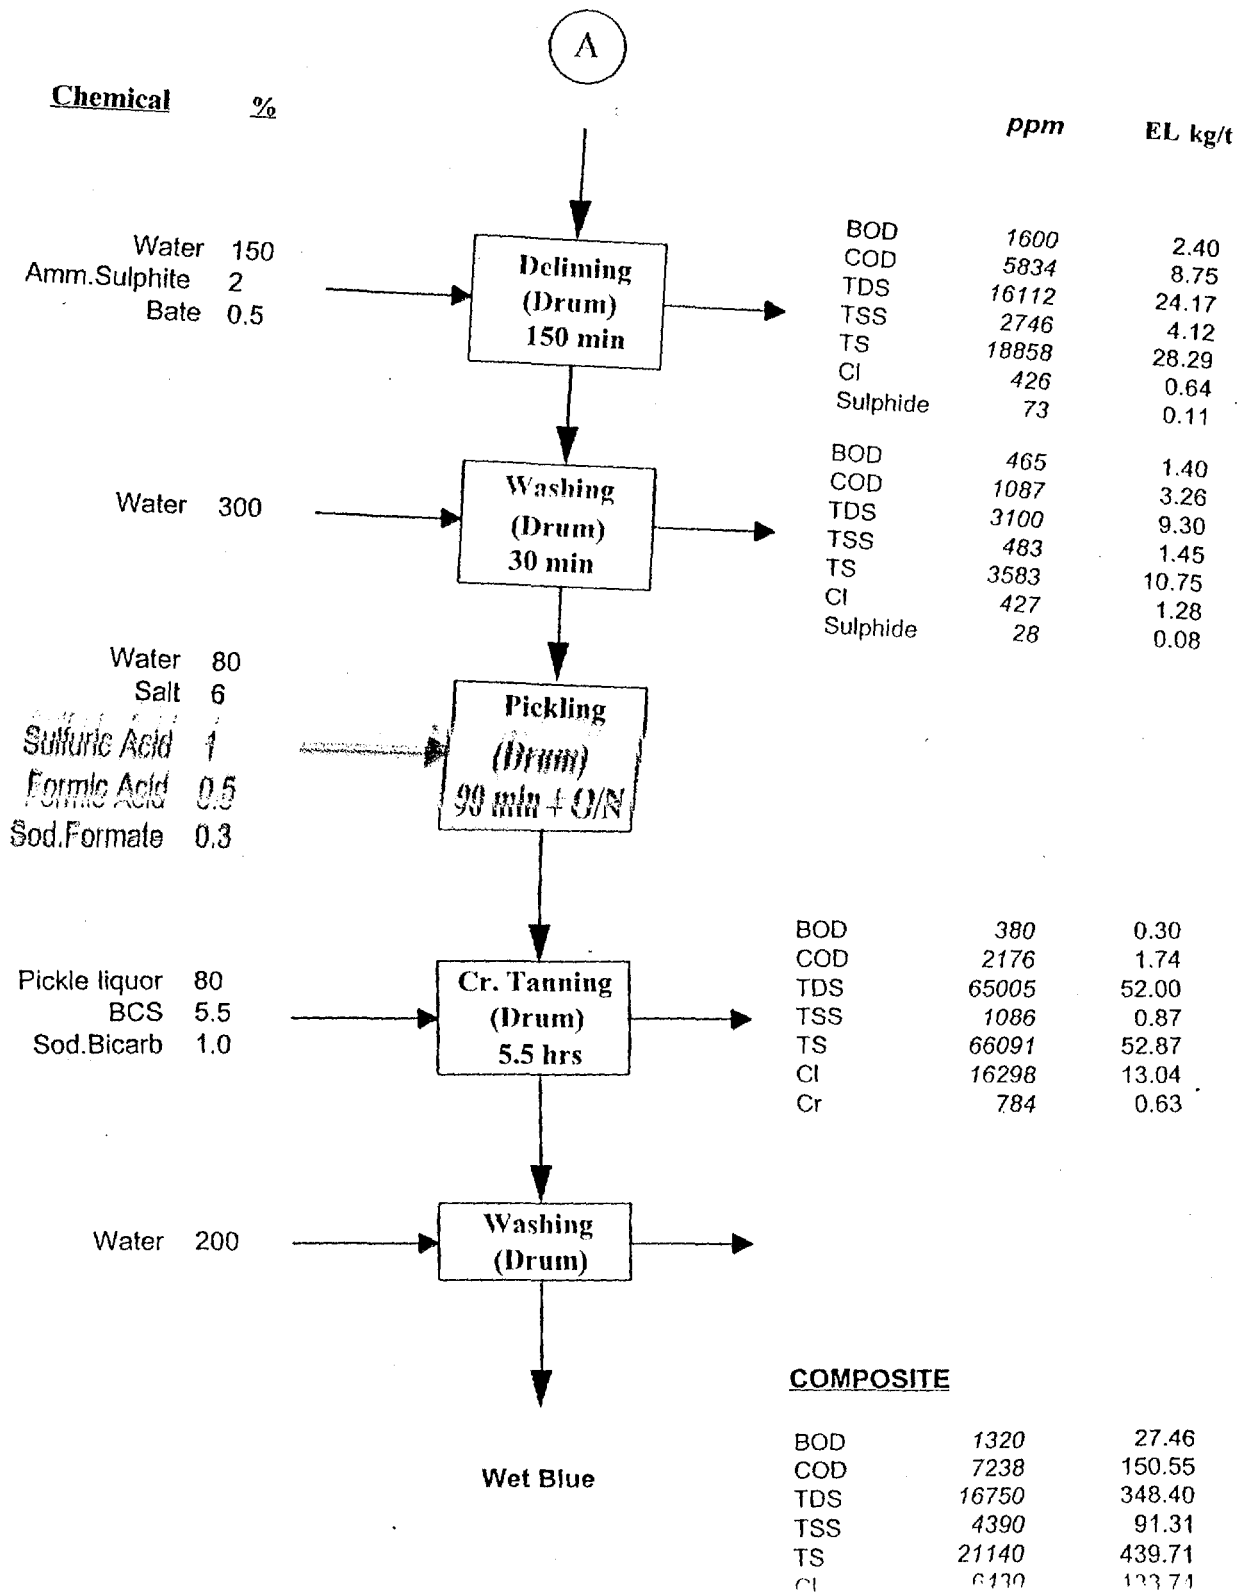 A
Chemical %
ppm EL kg/t
Water 150
Amm.Sulphite 2
Bate 0.5
Deliming
(Drum)
150 min
BOD 1600 2.40
COD 5834 8.75
TDS 16112 24.17
TSS 2746 4.12
TS 18858 28.29
Cl 426 0.64
Sulphide 73 0.11
Water 300
Washing
(Drum)
30 min
BOD 465 1.40
COD 1087 3.26
TDS 3100 9.30
TSS 483 1.45
TS 3583 10.75
Cl 427 1.28
Sulphide 28 0.08
Water 80
Salt 6
Sulfuric Acid 1
Formic Acid 0.5
Sod.Formate 0.3
Pickling
(Drum)
90 min + O/N
Pickle liquor 80
BCS 5.5
Sod.Bicarb 1.0
Cr. Tanning
(Drum)
5.5 hrs
BOD 380 0.30
COD 2176 1.74
TDS 65005 52.00
TSS 1086 0.87
TS 66091 52.87
Cl 16298 13.04
Cr 784 0.63
Water 200
Washing
(Drum)
Wet Blue
COMPOSITE
BOD 1320 27.46
COD 7238 150.55
TDS 16750 348.40
TSS 4390 91.31
TS 21140 439.71
Cl